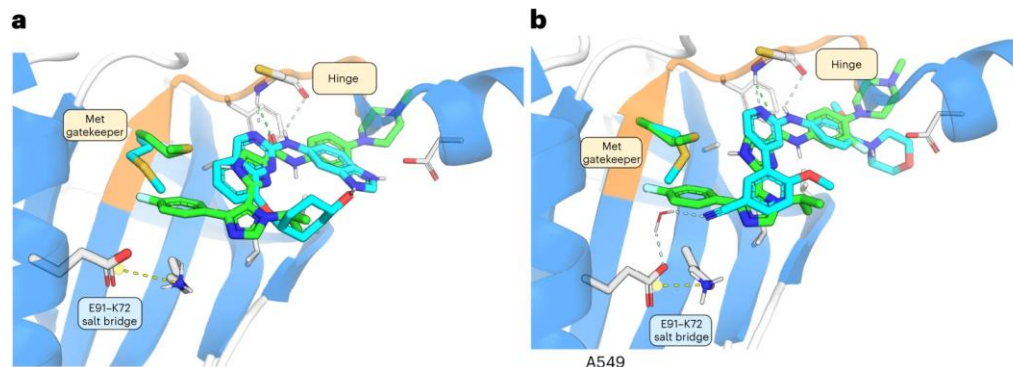 a
Hinge
Met
gatekeeper
E91–K72
salt bridge
b
Hinge
Met
gatekeeper
E91–K72
salt bridge
A549